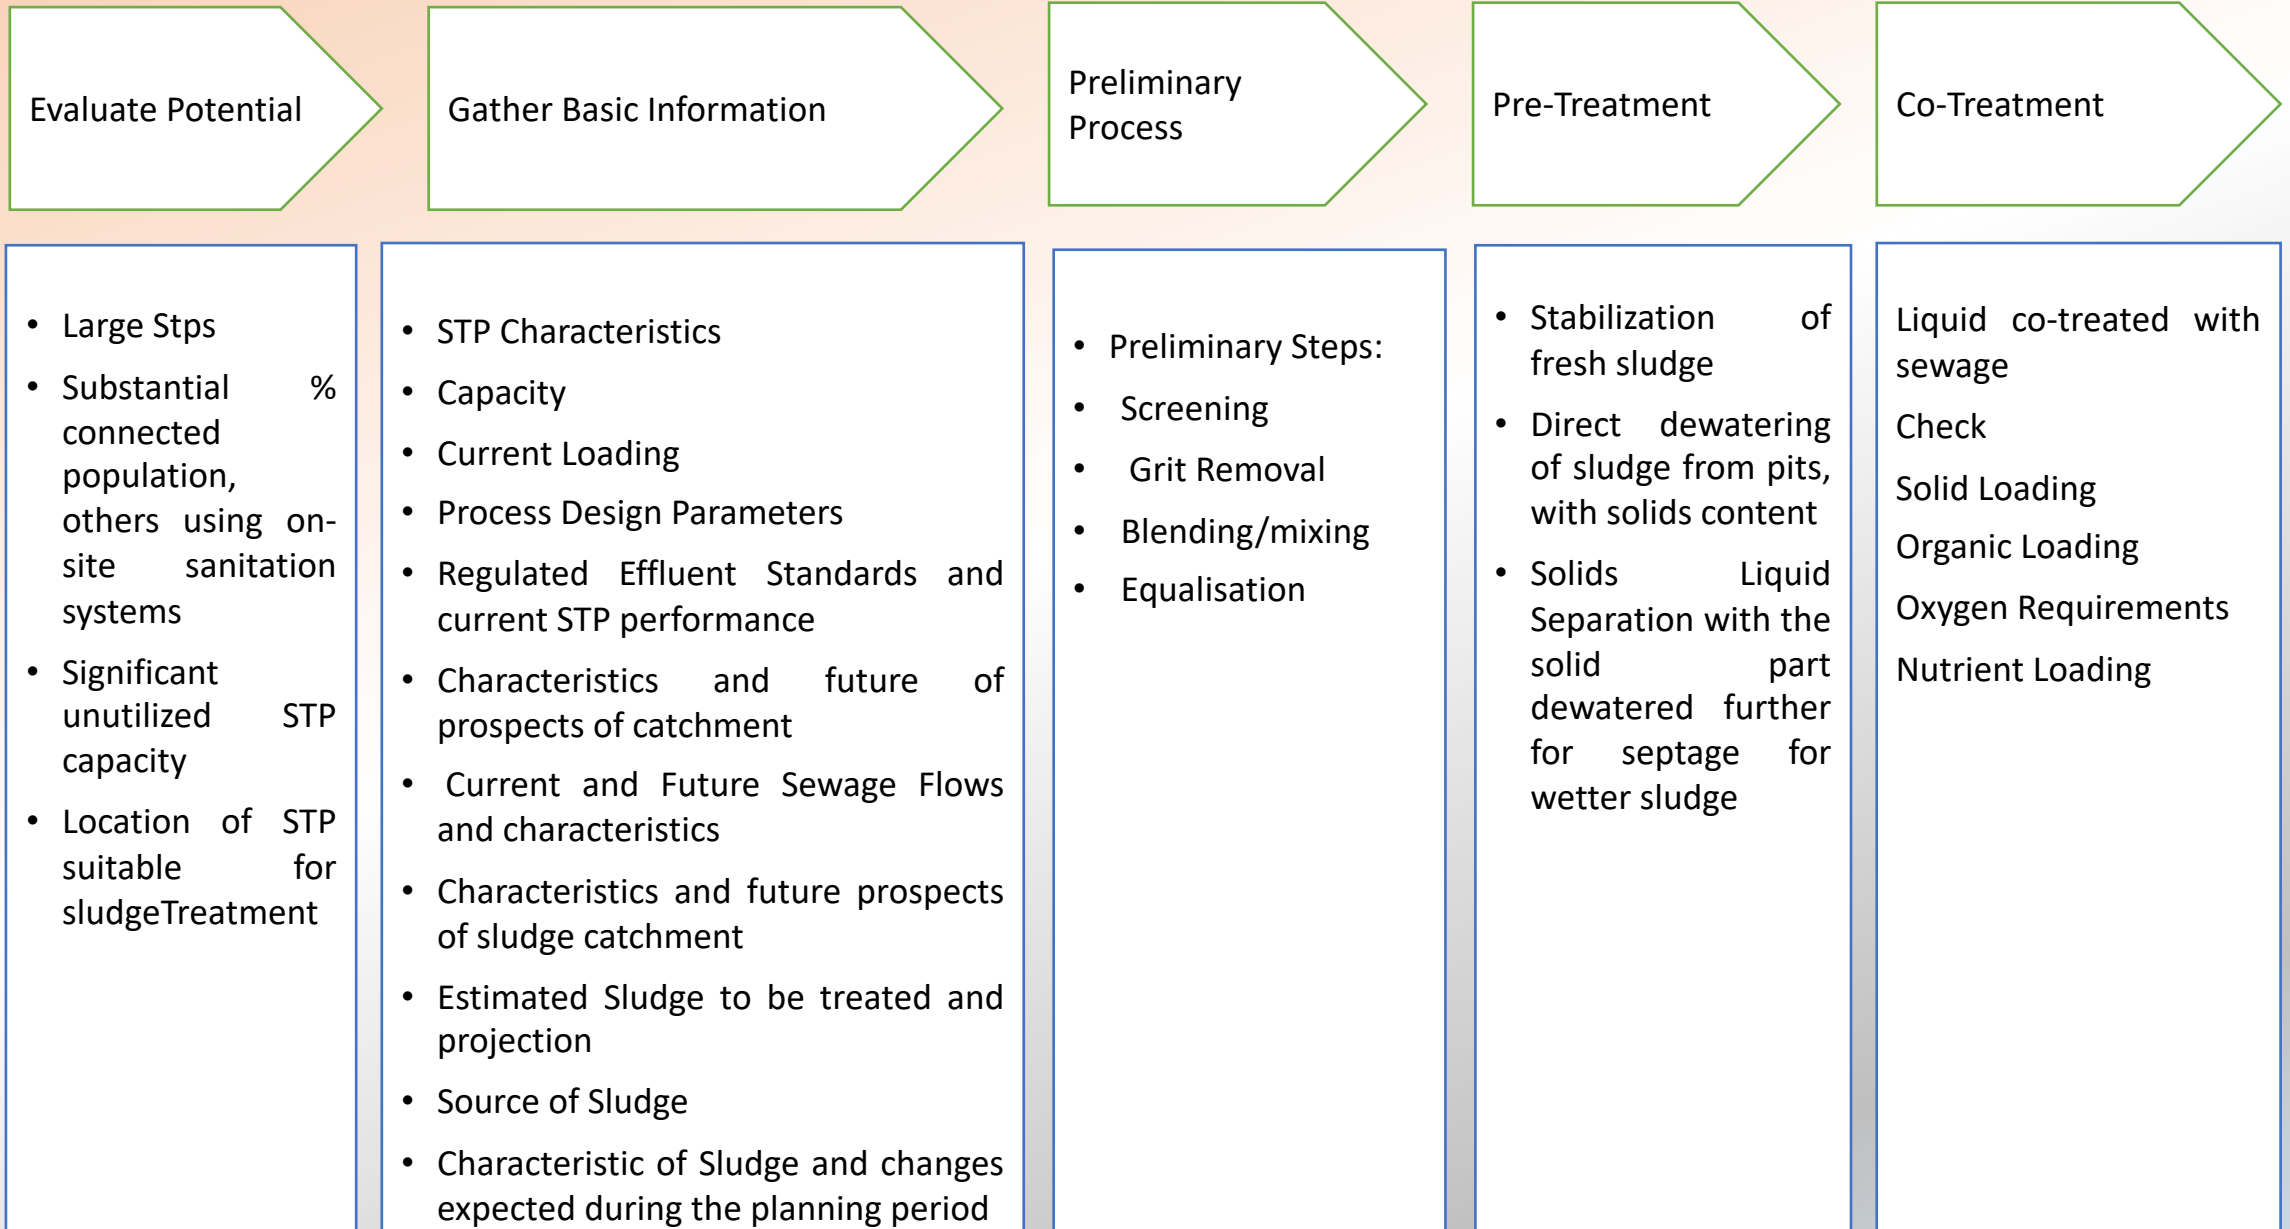 Evaluate Potential
Gather Basic Information
Preliminary
Process
Pre-Treatment
Co-Treatment
• Large Stps
• Substantial %
connected
population,
others using on-
site sanitation
systems
• Significant
unutilized STP
capacity
• Location of STP
suitable for
sludgeTreatment
• STP Characteristics
• Capacity
• Current Loading
• Process Design Parameters
• Regulated Effluent Standards and
current STP performance
• Characteristics and future of
prospects of catchment
• Current and Future Sewage Flows
and characteristics
• Characteristics and future prospects
of sludge catchment
• Estimated Sludge to be treated and
projection
• Source of Sludge
• Characteristic of Sludge and changes
expected during the planning period
• Preliminary Steps:
• Screening
• Grit Removal
• Blending/mixing
• Equalisation
• Stabilization of
fresh sludge
• Direct dewatering
of sludge from pits,
with solids content
• Solids Liquid
Separation with the
solid part
dewatered further
for septage for
wetter sludge
Liquid co-treated with
sewage
Check
Solid Loading
Organic Loading
Oxygen Requirements
Nutrient Loading